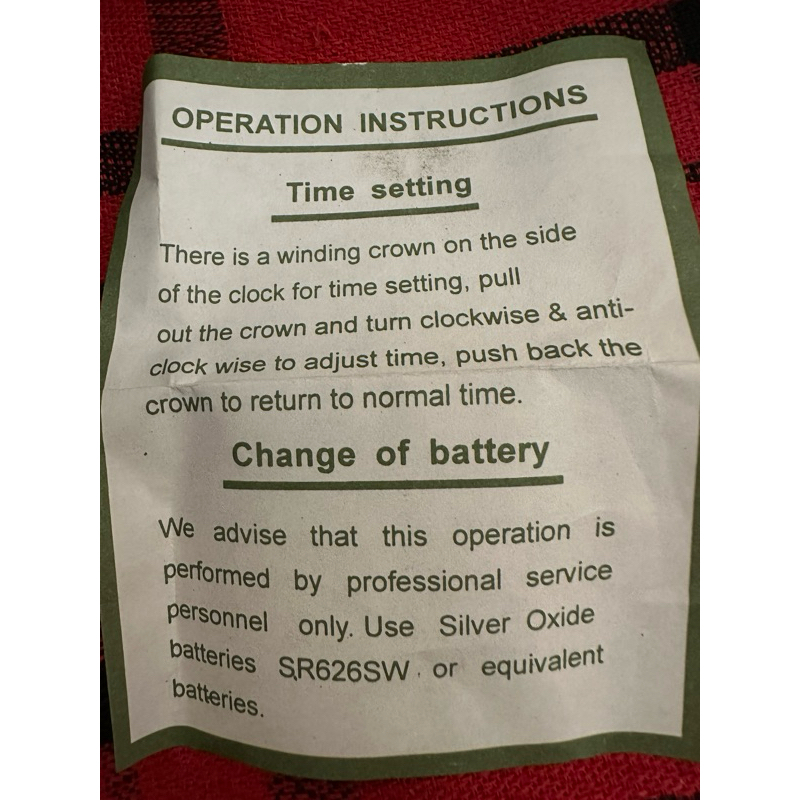 OPERATION INSTRUCTIONS
Time setting
There is a winding crown on the side
of the clock for time setting, pull
out the crown and turn clockwise & anti-
clock wise to adjust time, push back the
crown to return to normal time.
Change of battery
We advise that this operation is
performed by professional service
personnel only. Use Silver Oxide
batteries SR626SW or equivalent
batteries.